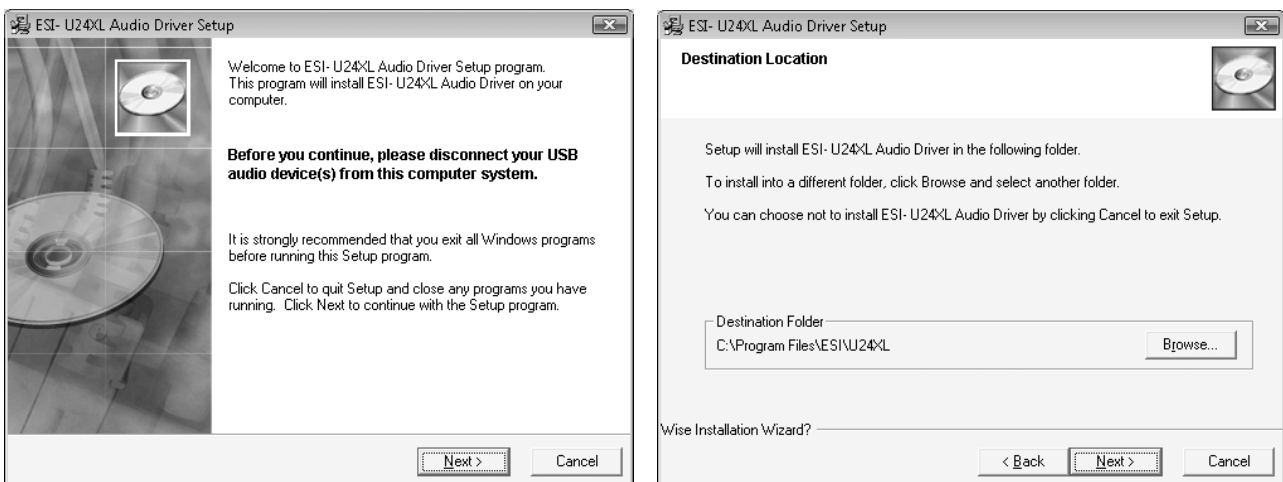 ESI- U24XL Audio Driver Setup
Welcome to ESI- U24XL Audio Driver Setup program.
This program will install ESI- U24XL Audio Driver on your
computer.
Before you continue, please disconnect your USB
audio device(s) from this computer system.
It is strongly recommended that you exit all Windows programs
before running this Setup program.
Click Cancel to quit Setup and close any programs you have
running. Click Next to continue with the Setup program.
Next >
Cancel
ESI- U24XL Audio Driver Setup
Destination Location
Setup will install ESI- U24XL Audio Driver in the following folder.
To install into a different folder, click Browse and select another folder.
You can choose not to install ESI- U24XL Audio Driver by clicking Cancel to exit Setup.
Destination Folder
C:\Program Files\ESI\U24XL
Browse...
Wise Installation Wizard?
< Back
Next >
Cancel